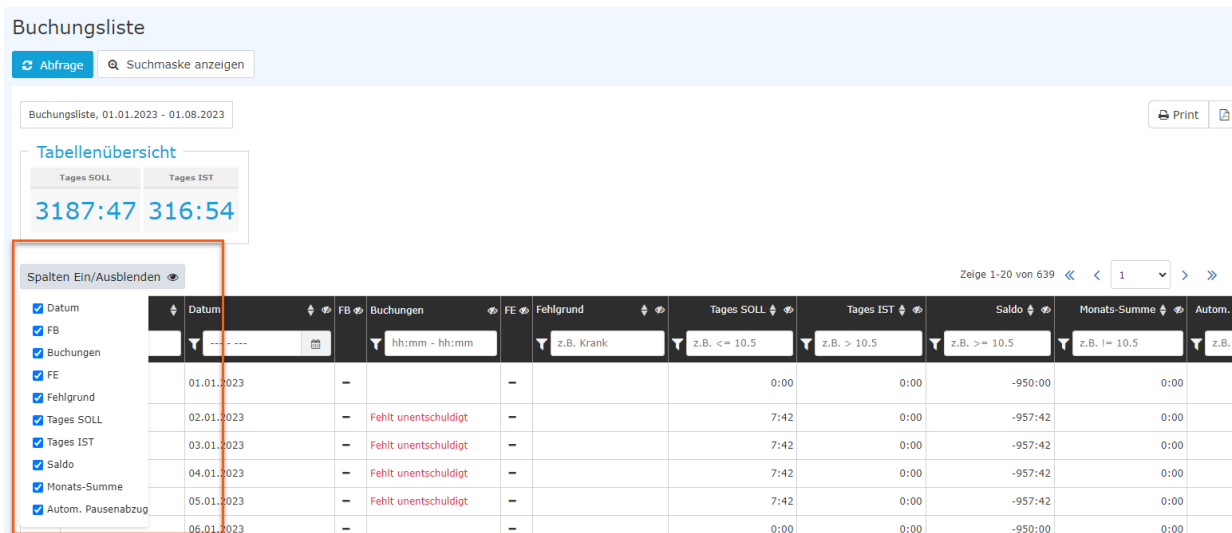 Buchungsliste
Abfrage Suchmaske anzeigen
Buchungsliste, 01.01.2023 - 01.08.2023
Print
Tabellenübersicht
Tages SOLL Tages IST
3187:47 316:54
Spalten Ein/Ausblenden
Zeige 1-20 von 639 « < 1 > »
Datum
FB
Buchungen
FE
Fehlgrund
Tages SOLL
Tages IST
Saldo
Monats-Summe
Autom. Pausenabzug
Datum FB Buchungen FE Fehlgrund Tages SOLL Tages IST Saldo Monats-Summe Autom.
--- - --- hh:mm - hh:mm z.B. Krank z.B. <= 10.5 z.B. > 10.5 z.B. >= 10.5 z.B. != 10.5 z.B.
01.01.2023 – – 0:00 0:00 -950:00 0:00
02.01.2023 – Fehlt unentschuldigt – 7:42 0:00 -957:42 0:00
03.01.2023 – Fehlt unentschuldigt – 7:42 0:00 -957:42 0:00
04.01.2023 – Fehlt unentschuldigt – 7:42 0:00 -957:42 0:00
05.01.2023 – Fehlt unentschuldigt – 7:42 0:00 -957:42 0:00
06.01.2023 – – 0:00 0:00 -950:00 0:00